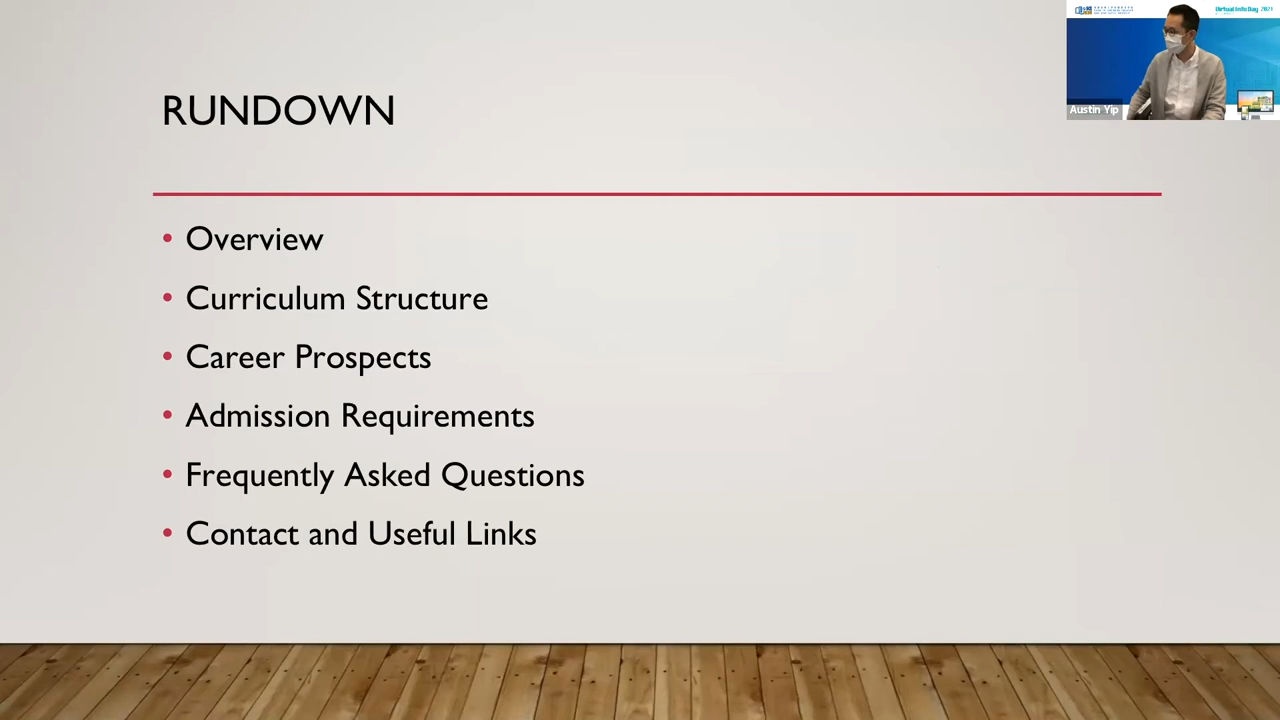 RUNDOWN
• Overview
• Curriculum Structure
• Career Prospects
• Admission Requirements
• Frequently Asked Questions
• Contact and Useful Links
Virtual Info Day 2021
Austin Yip